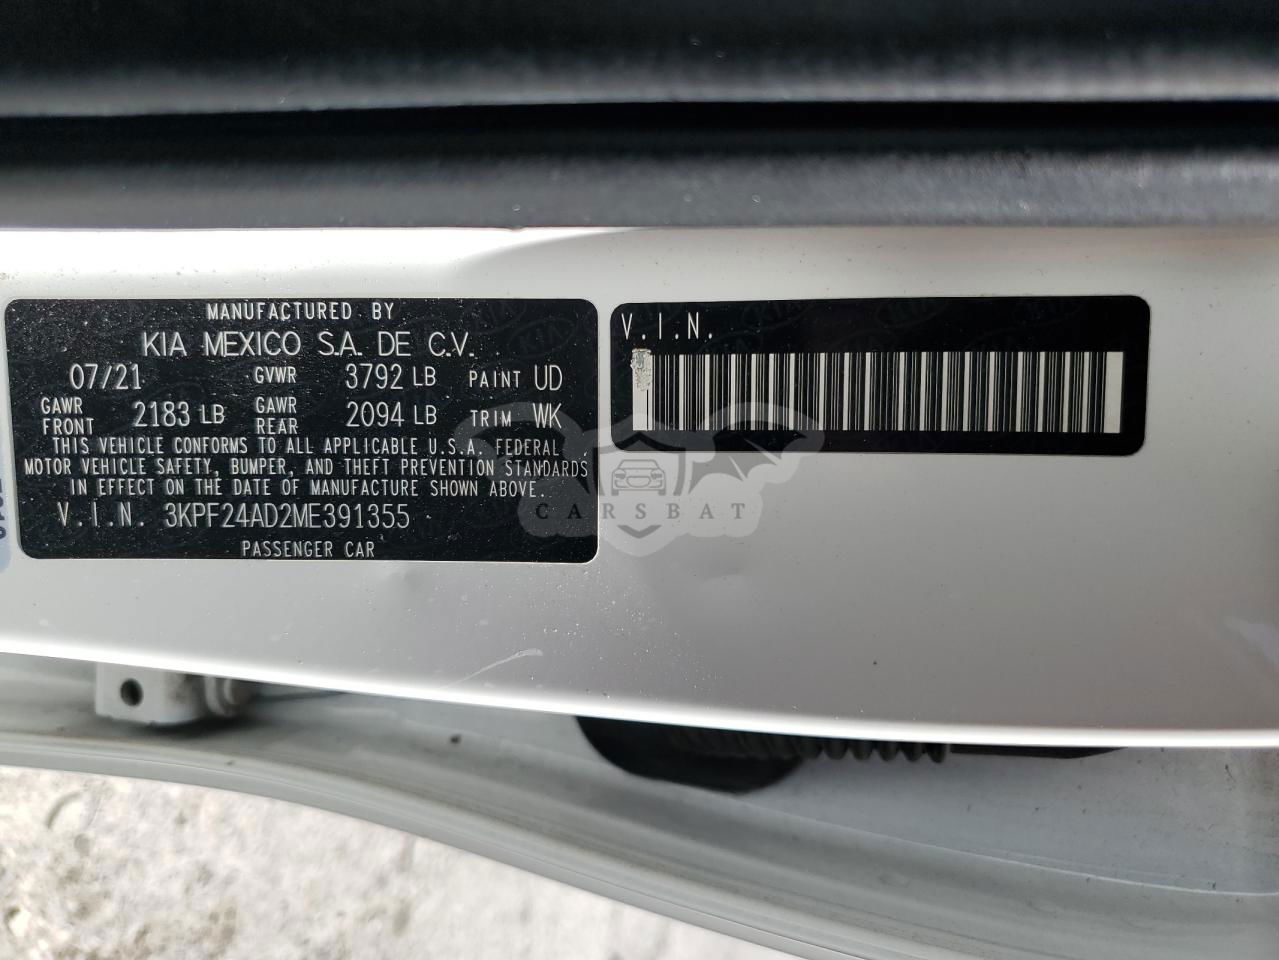 MANUFACTURED BY
KIA MEXICO S.A. DE C.V.
07/21 GVWR 3792 LB PAINT UD
GAWR FRONT 2183 LB GAWR REAR 2094 LB TRIM WK
THIS VEHICLE CONFORMS TO ALL APPLICABLE U.S.A. FEDERAL
MOTOR VEHICLE SAFETY, BUMPER, AND THEFT PREVENTION STANDARDS
IN EFFECT ON THE DATE OF MANUFACTURE SHOWN ABOVE.
V.I.N. 3KPF24AD2ME391355
PASSENGER CAR
V.I.N.
CARSBAT